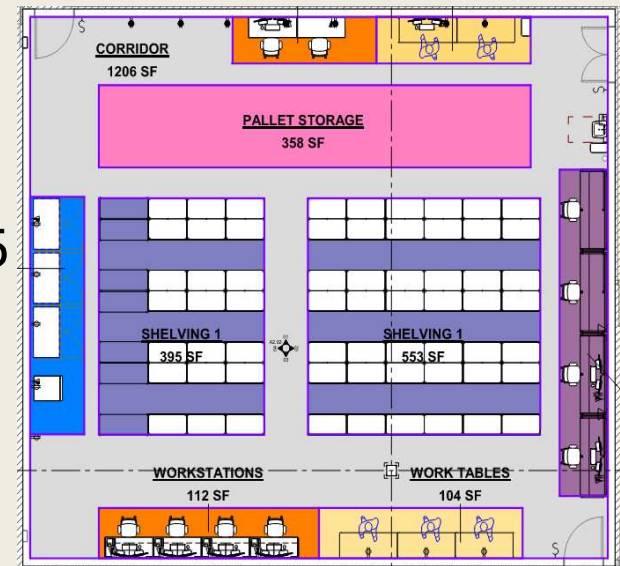 CORRIDOR
1206 SF
PALLET STORAGE
358 SF
5
SHELVING 1
395 SF
SHELVING 1
553 SF
WORKSTATIONS
112 SF
WORK TABLES
104 SF